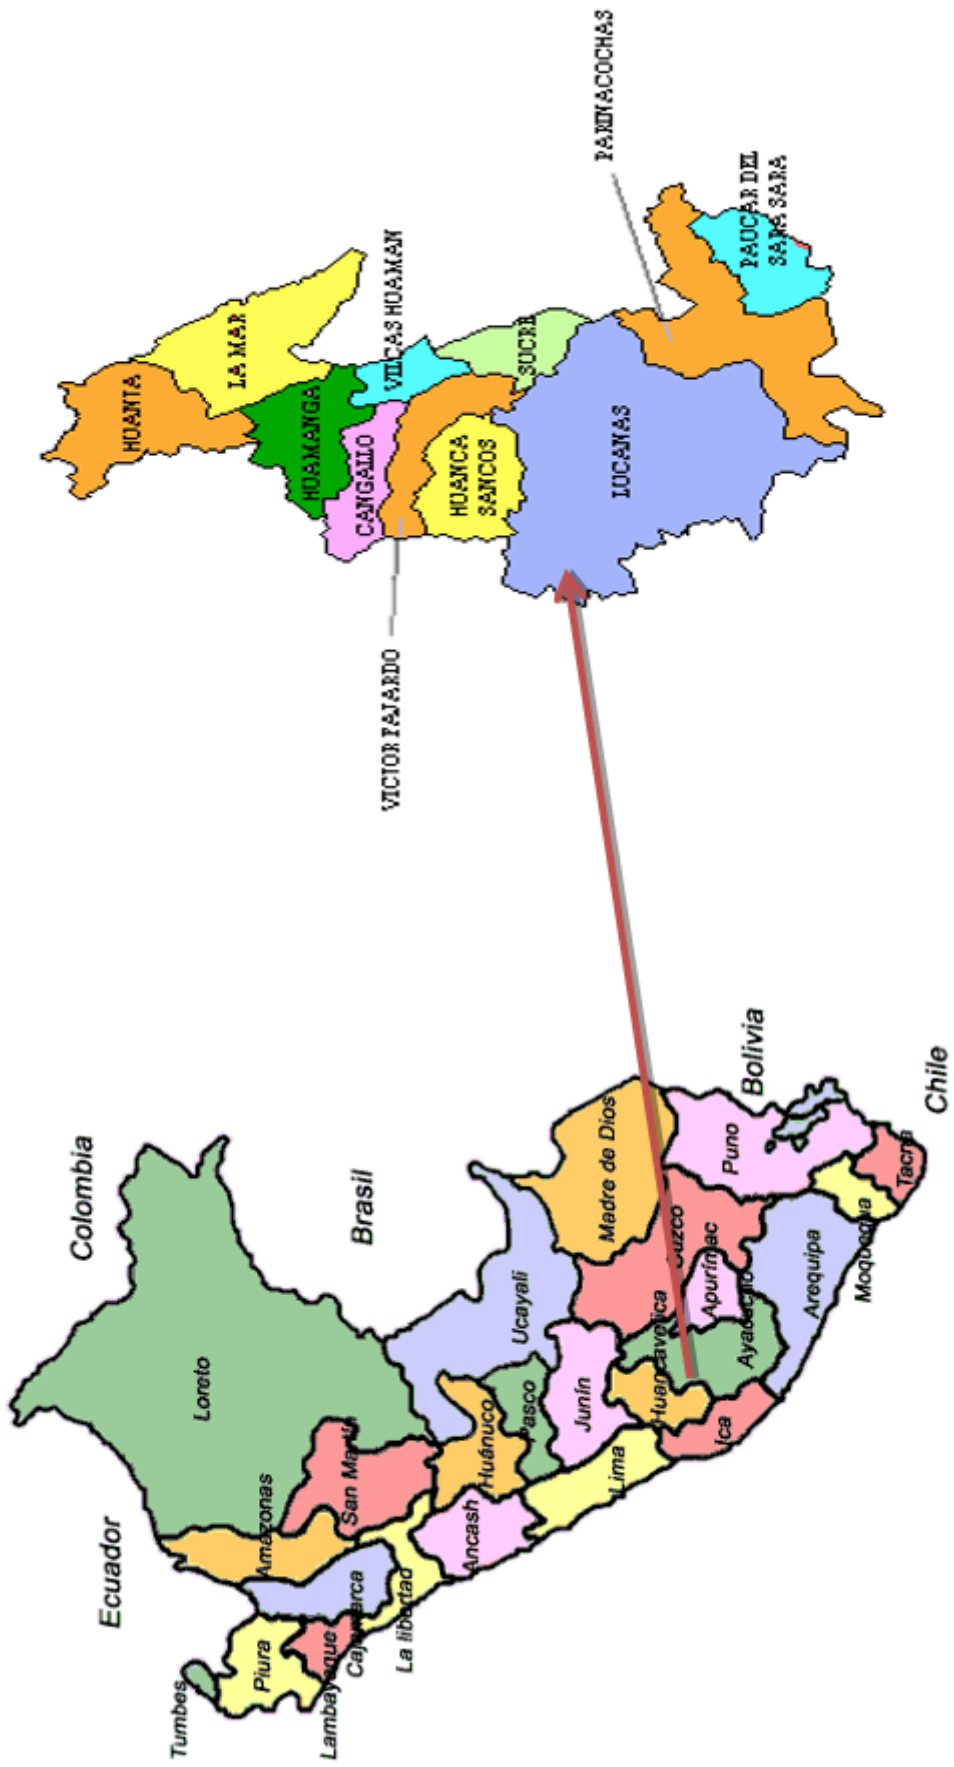 Colombia
Ecuador
Brasil
Bolivia
Chile
Tumbes
Piura
Lambayeque
Cajamarca
La libertad
Amazonas
Loreto
San Martín
Ancash
Huánuco
Ucayali
Pasco
Junín
Lima
Huancavelica
Madre de Dios
Cuzco
Apurímac
Ayacucho
Ica
Puno
Arequipa
Moquegua
Tacna
HUANTA
LA MAR
HUAMANGA
CANGALLO
VILCAS HUAMAN
VICTOR FAJARDO
HUANCA
SANCOS
SUCRE
LUCANAS
PARINACOCHAS
PAUCAR DEL
SARA SARA